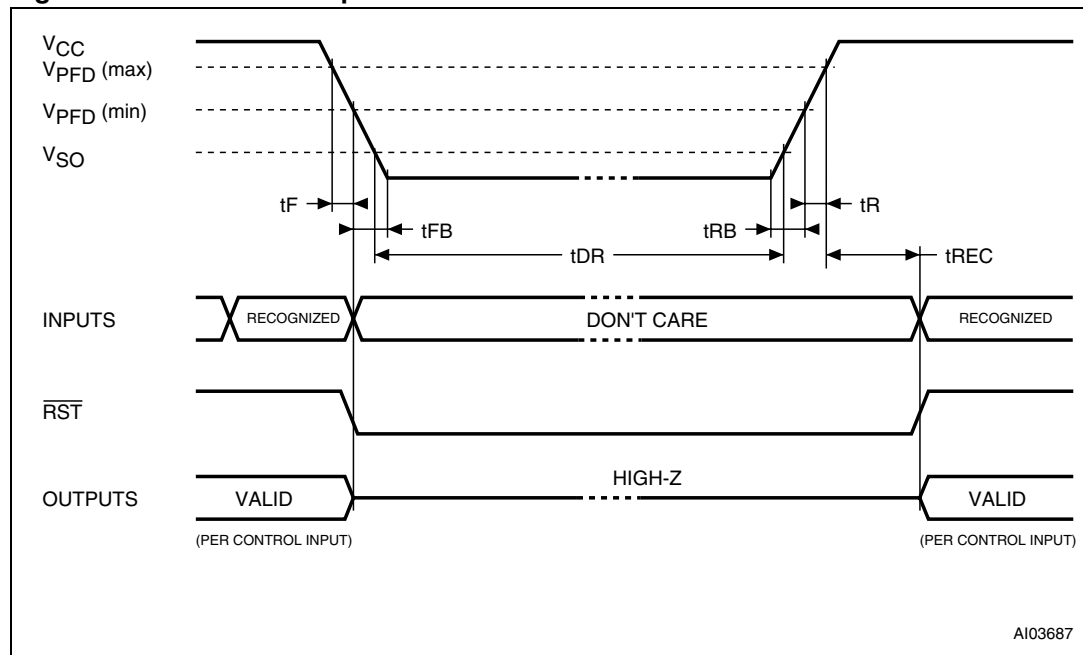 VCC
VPFD (max)
VPFD (min)
VSO
tF
tFB
tDR
tRB
tR
tREC
INPUTS
RECOGNIZED
DON'T CARE
RECOGNIZED
RST
HIGH-Z
OUTPUTS
VALID
VALID
(PER CONTROL INPUT)
(PER CONTROL INPUT)
AI03687